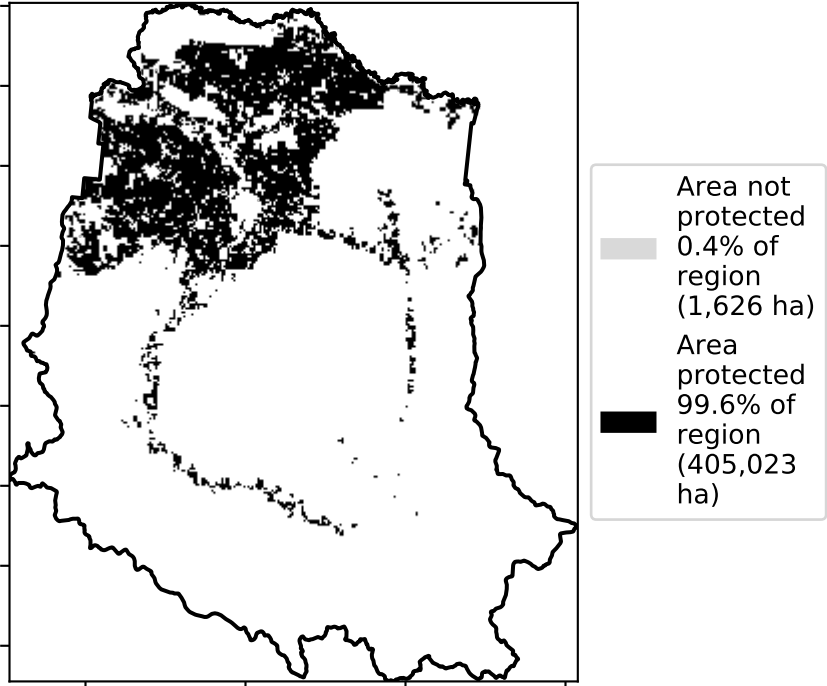 Area not
protected
0.4% of
region
(1,626 ha)
Area
protected
99.6% of
region
(405,023
ha)